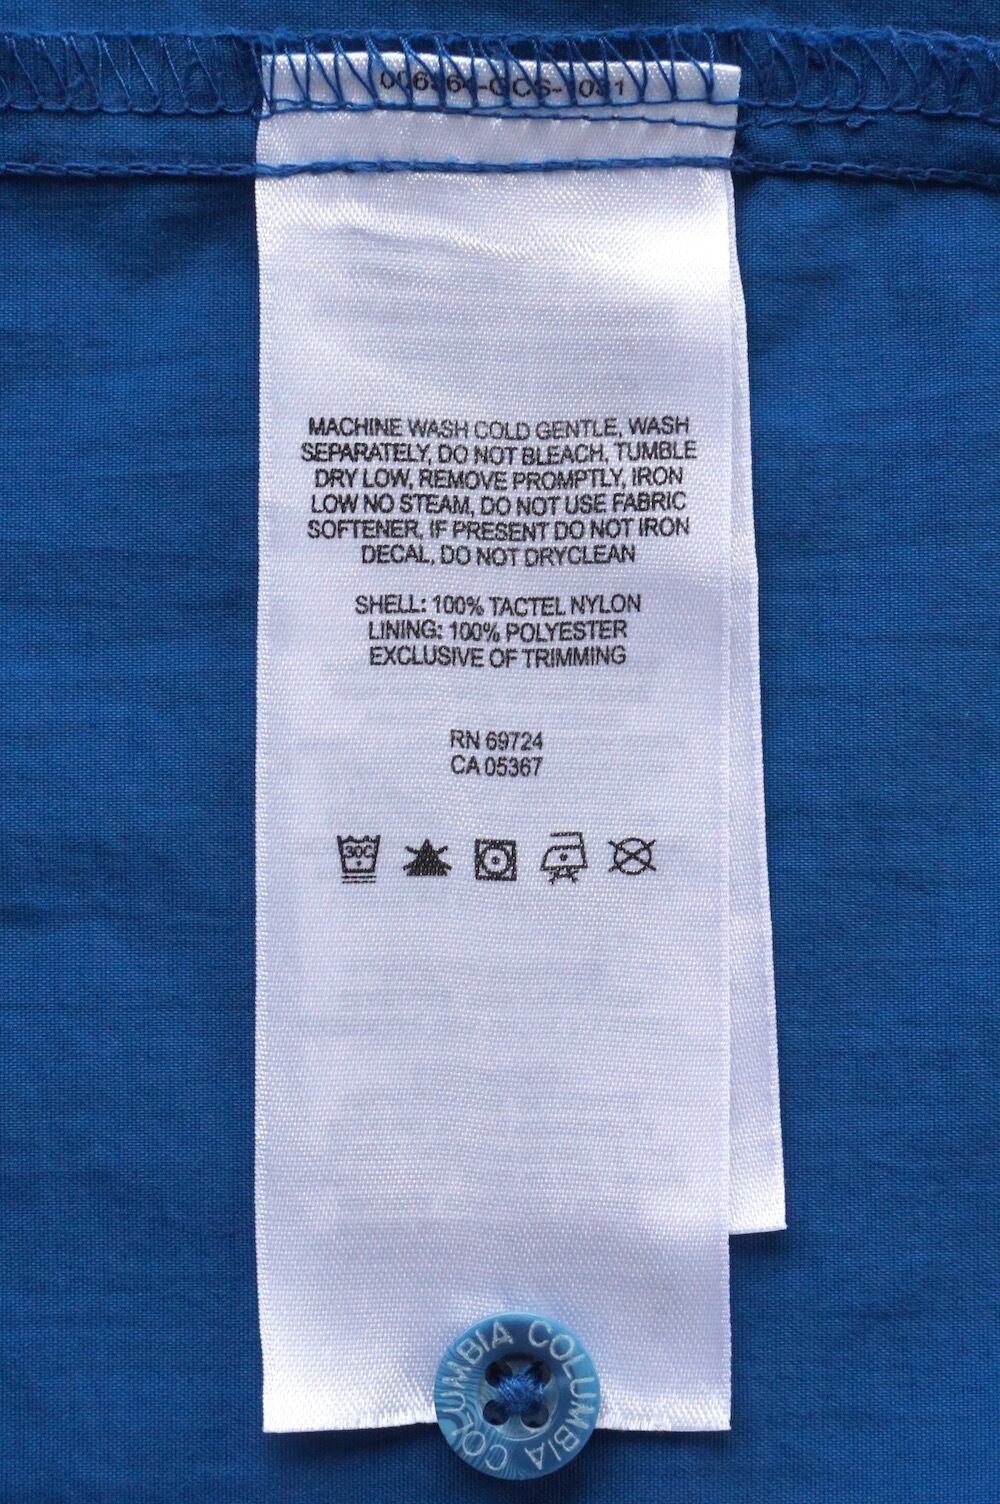 MACHINE WASH COLD GENTLE, WASH
SEPARATELY, DO NOT BLEACH, TUMBLE
DRY LOW, REMOVE PROMPTLY, IRON
LOW NO STEAM, DO NOT USE FABRIC
SOFTENER, IF PRESENT DO NOT IRON
DECAL, DO NOT DRYCLEAN
SHELL: 100% TACTEL NYLON
LINING: 100% POLYESTER
EXCLUSIVE OF TRIMMING
RN 69724
CA 05367
30C
COLUMBIA COLUMBIA